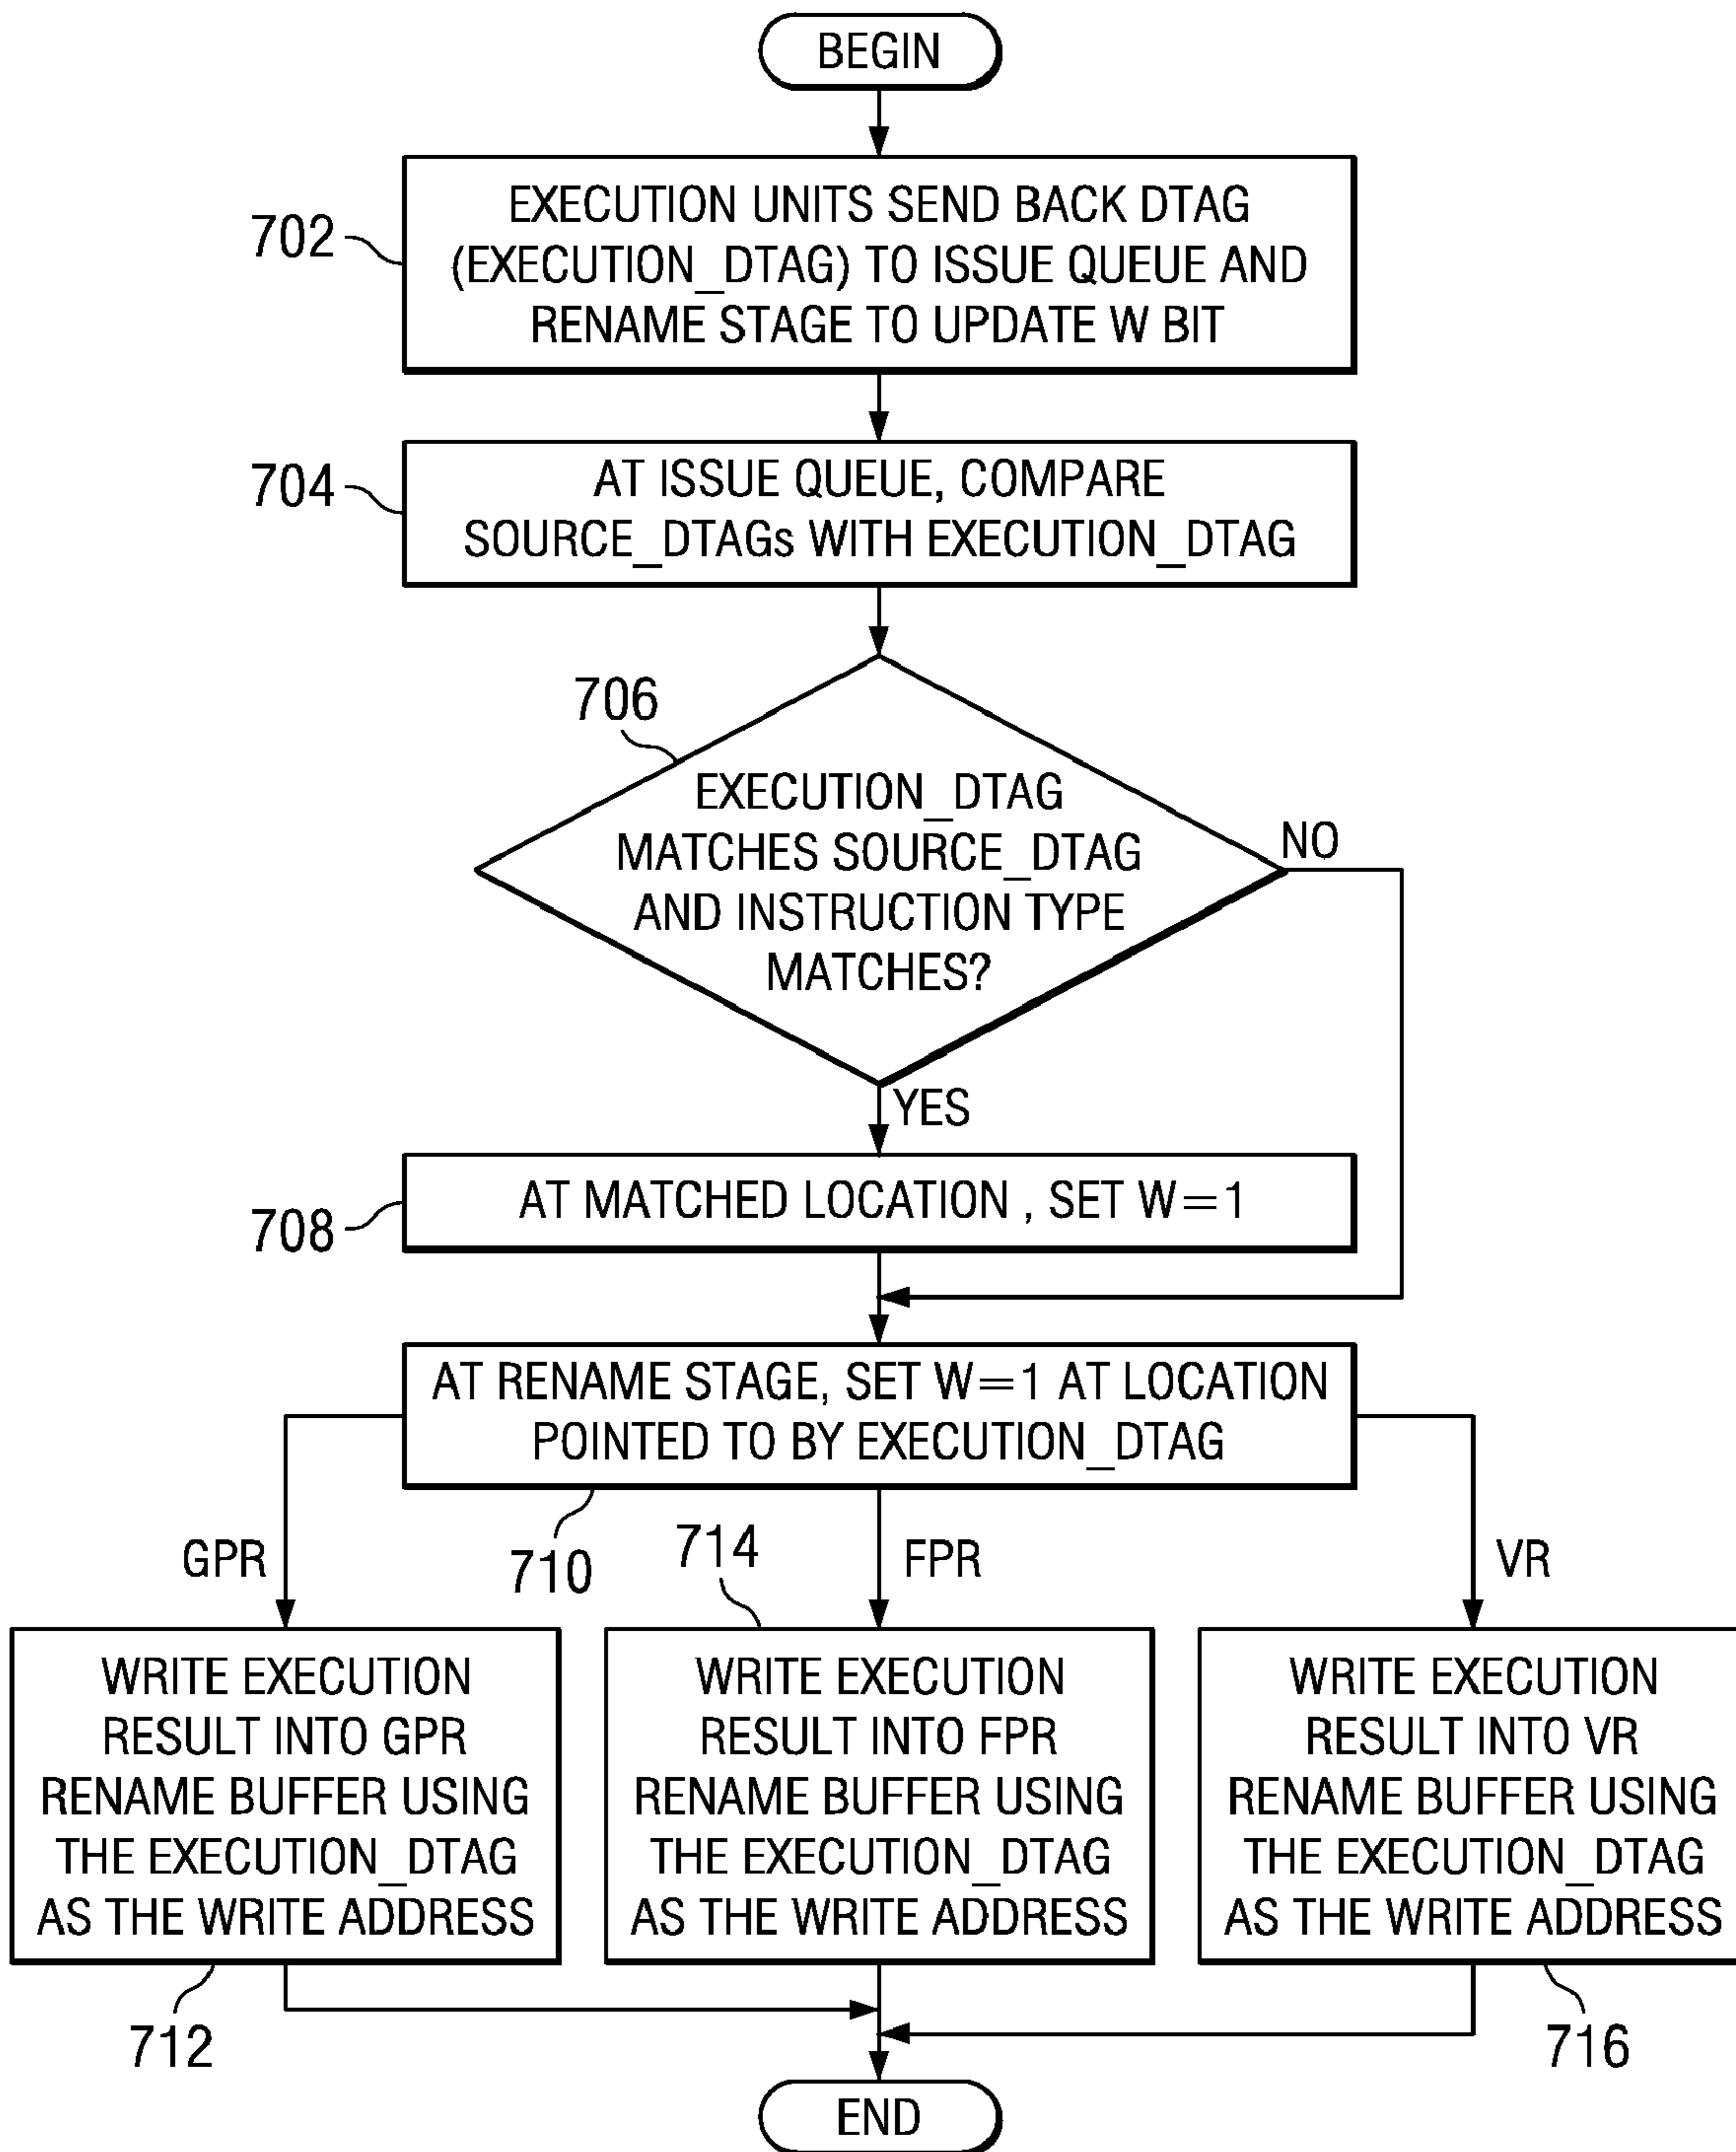 BEGIN
702
EXECUTION UNITS SEND BACK DTAG
(EXECUTION_DTAG) TO ISSUE QUEUE AND
RENAME STAGE TO UPDATE W BIT
704
AT ISSUE QUEUE, COMPARE
SOURCE_DTAGs WITH EXECUTION_DTAG
706
EXECUTION_DTAG
MATCHES SOURCE_DTAG
AND INSTRUCTION TYPE
MATCHES?
NO
YES
708
AT MATCHED LOCATION , SET W=1
AT RENAME STAGE, SET W=1 AT LOCATION
POINTED TO BY EXECUTION_DTAG
710
GPR
714
FPR
VR
WRITE EXECUTION
RESULT INTO GPR
RENAME BUFFER USING
THE EXECUTION_DTAG
AS THE WRITE ADDRESS
712
WRITE EXECUTION
RESULT INTO FPR
RENAME BUFFER USING
THE EXECUTION_DTAG
AS THE WRITE ADDRESS
WRITE EXECUTION
RESULT INTO VR
RENAME BUFFER USING
THE EXECUTION_DTAG
AS THE WRITE ADDRESS
716
END